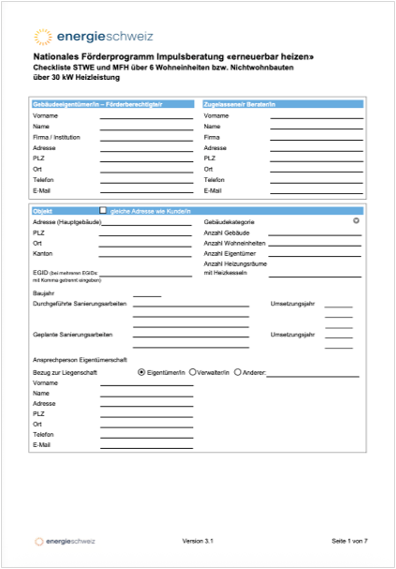 energieschweiz
Nationales Förderprogramm Impulsberatung «erneuerbar heizen»
Checkliste STWE und MFH über 6 Wohneinheiten bzw. Nichtwohnbauten
über 30 kW Heizleistung
Gebäudeeigentümer/in – Förderberechtigte/r
Vorname
Name
Firma / Institution
Adresse
PLZ
Ort
Telefon
E-Mail
Zugelassene/r Berater/in
Vorname
Name
Firma
Adresse
PLZ
Ort
Telefon
E-Mail
Objekt gleiche Adresse wie Kunde/in
Adresse (Hauptgebäude)
PLZ
Ort
Kanton
EGID (bei mehreren EGIDs:
mit Komma getrennt eingeben)
Gebäudekategorie
Anzahl Gebäude
Anzahl Wohneinheiten
Anzahl Eigentümer
Anzahl Heizungsräume
mit Heizkesseln
Baujahr
Durchgeführte Sanierungsarbeiten Umsetzungsjahr
Geplante Sanierungsarbeiten Umsetzungsjahr
Ansprechperson Eigentümerschaft
Bezug zur Liegenschaft Eigentümer/in Verwalter/in Anderer:
Vorname
Name
Adresse
PLZ
Ort
Telefon
E-Mail
energieschweiz Version 3.1 Seite 1 von 7